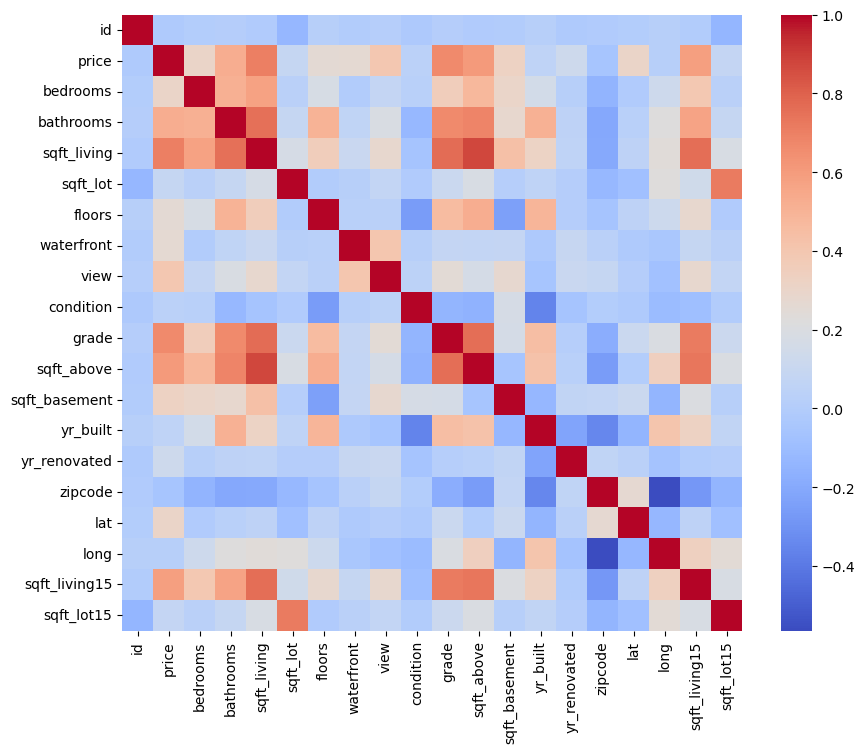 id
price
bedrooms
bathrooms
sqft_living
sqft_lot
floors
waterfront
view
condition
grade
sqft_above
sqft_basement
yr_built
yr_renovated
zipcode
lat
long
sqft_living15
sqft_lot15
id
price
bedrooms
bathrooms
sqft_living
sqft_lot
floors
waterfront
view
condition
grade
sqft_above
sqft_basement
yr_built
yr_renovated
zipcode
lat
long
sqft_living15
sqft_lot15
1.0
0.8
0.6
0.4
0.2
0.0
−0.2
−0.4